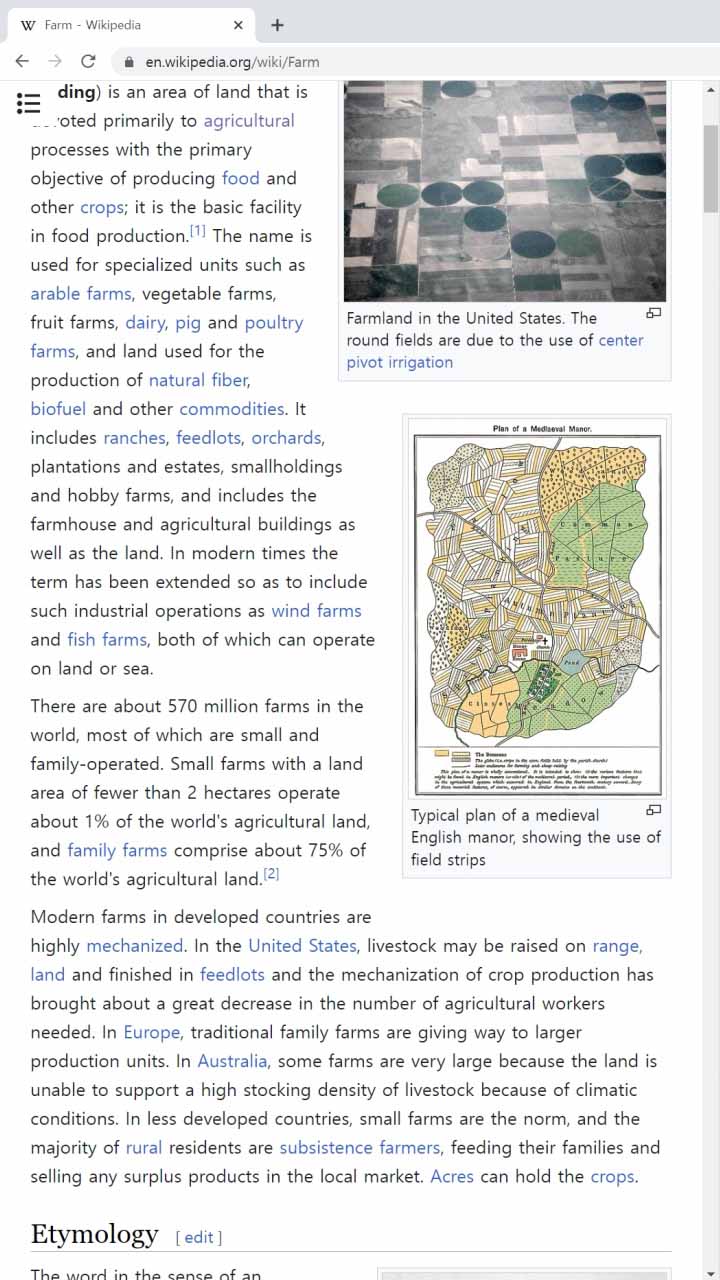 Farm - Wikipedia
en.wikipedia.org/wiki/Farm
ding) is an area of land that is
voted primarily to agricultural
processes with the primary
objective of producing food and
other crops; it is the basic facility
in food production.[1] The name is
used for specialized units such as
arable farms, vegetable farms,
fruit farms, dairy, pig and poultry
farms, and land used for the
production of natural fiber,
biofuel and other commodities. It
includes ranches, feedlots, orchards,
plantations and estates, smallholdings
and hobby farms, and includes the
farmhouse and agricultural buildings as
well as the land. In modern times the
term has been extended so as to include
such industrial operations as wind farms
and fish farms, both of which can operate
on land or sea.
Farmland in the United States. The
round fields are due to the use of center
pivot irrigation
Plan of a Mediaeval Manor.
Common
Pasture
Pond
Typical plan of a medieval
English manor, showing the use of
field strips
There are about 570 million farms in the
world, most of which are small and
family-operated. Small farms with a land
area of fewer than 2 hectares operate
about 1% of the world's agricultural land,
and family farms comprise about 75% of
the world's agricultural land.[2]
Modern farms in developed countries are
highly mechanized. In the United States, livestock may be raised on range,
land and finished in feedlots and the mechanization of crop production has
brought about a great decrease in the number of agricultural workers
needed. In Europe, traditional family farms are giving way to larger
production units. In Australia, some farms are very large because the land is
unable to support a high stocking density of livestock because of climatic
conditions. In less developed countries, small farms are the norm, and the
majority of rural residents are subsistence farmers, feeding their families and
selling any surplus products in the local market. Acres can hold the crops.
Etymology [ edit ]
The word in the sense of an